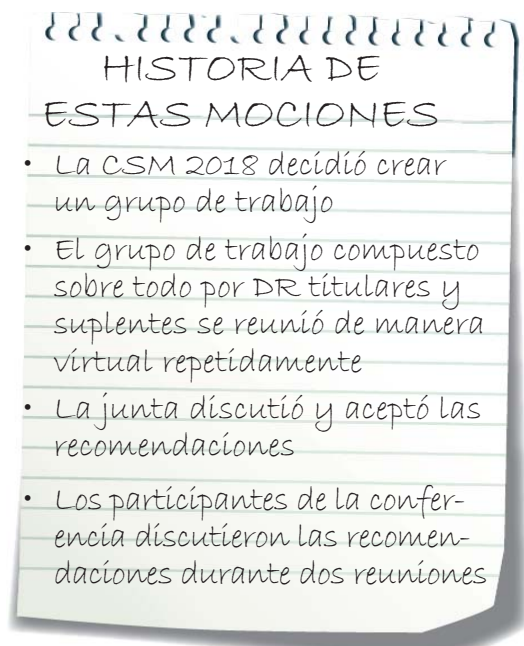 HISTORIA DE
ESTAS MOCIONES
• La CSM 2018 decidió crear
un grupo de trabajo
• El grupo de trabajo compuesto
sobre todo por DR titulares y
suplentes se reunió de manera
virtual repetidamente
• La junta discutió y aceptó las
recomendaciones
• Los participantes de la confer-
encia discutieron las recomen-
daciones durante dos reuniones